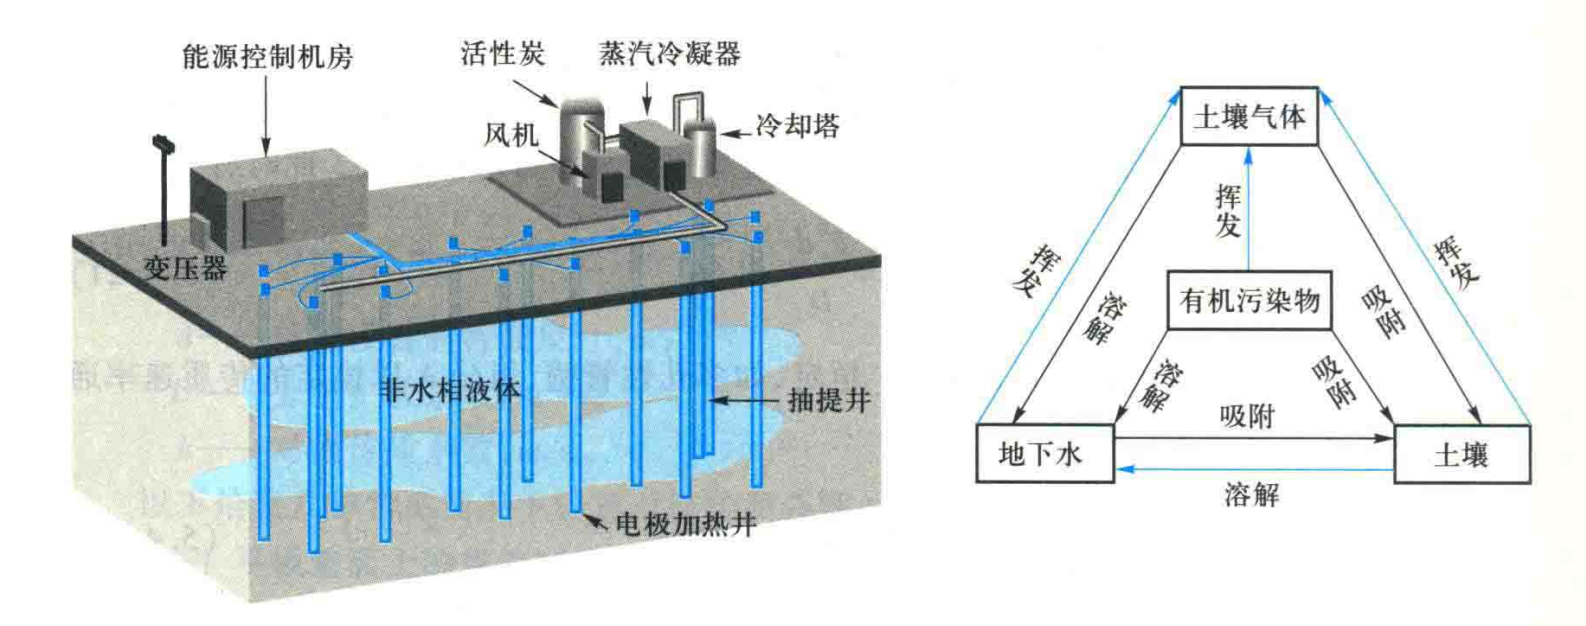 能源控制机房
活性炭
蒸汽冷凝器
风机
冷却塔
变压器
非水相液体
抽提井
电极加热井
土壤气体
挥发
挥发
挥发
溶解
有机污染物
吸附
溶解
吸附
吸附
地下水
土壤
溶解